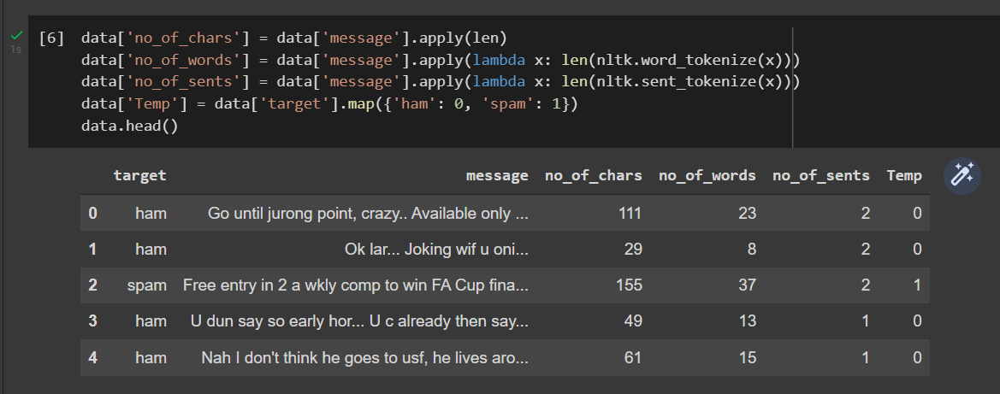 [6] data['no_of_chars'] = data['message'].apply(len)
1s data['no_of_words'] = data['message'].apply(lambda x: len(nltk.word_tokenize(x)))
data['no_of_sents'] = data['message'].apply(lambda x: len(nltk.sent_tokenize(x)))
data['Temp'] = data['target'].map({'ham': 0, 'spam': 1})
data.head()
target message no_of_chars no_of_words no_of_sents Temp
0 ham Go until jurong point, crazy.. Available only ... 111 23 2 0
1 ham Ok lar... Joking wif u oni... 29 8 2 0
2 spam Free entry in 2 a wkly comp to win FA Cup fina... 155 37 2 1
3 ham U dun say so early hor... U c already then say... 49 13 1 0
4 ham Nah I don't think he goes to usf, he lives aro... 61 15 1 0